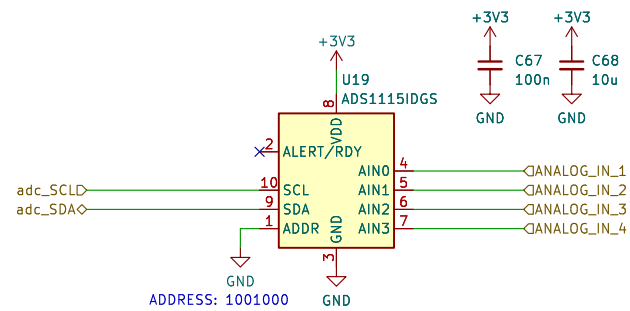 +3V3 +3V3
+3V3
C67 C68
100n 10u
GND GND
U19
ADS1115IDGS
8
VDD
2 ALERT/RDY
AIN0 4 ANALOG_IN_1
adc_SCL 10 SCL AIN1 5 ANALOG_IN_2
adc_SDA 9 SDA AIN2 6 ANALOG_IN_3
1 ADDR GND AIN3 7 ANALOG_IN_4
3
GND
ADDRESS: 1001000 GND